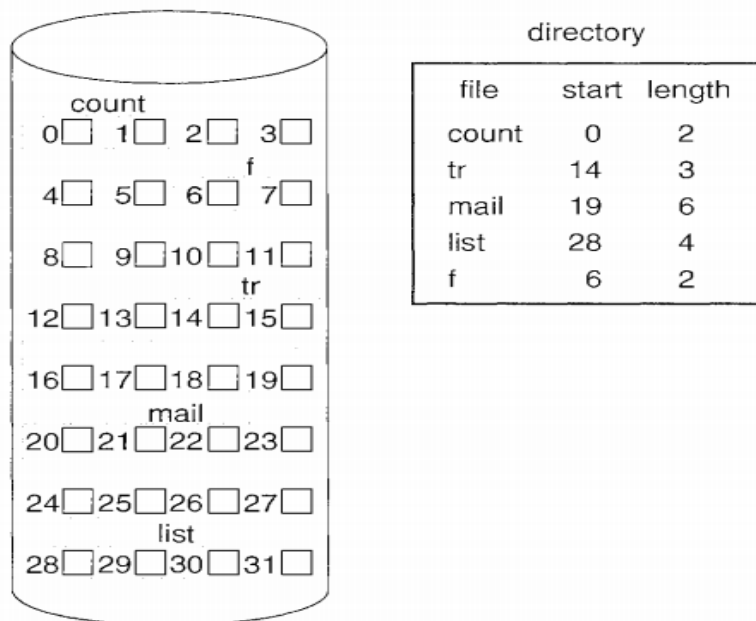 count
0 1 2 3
f
4 5 6 7
8 9 10 11
tr
12 13 14 15
16 17 18 19
mail
20 21 22 23
24 25 26 27
list
28 29 30 31
directory
file start length
count 0 2
tr 14 3
mail 19 6
list 28 4
f 6 2